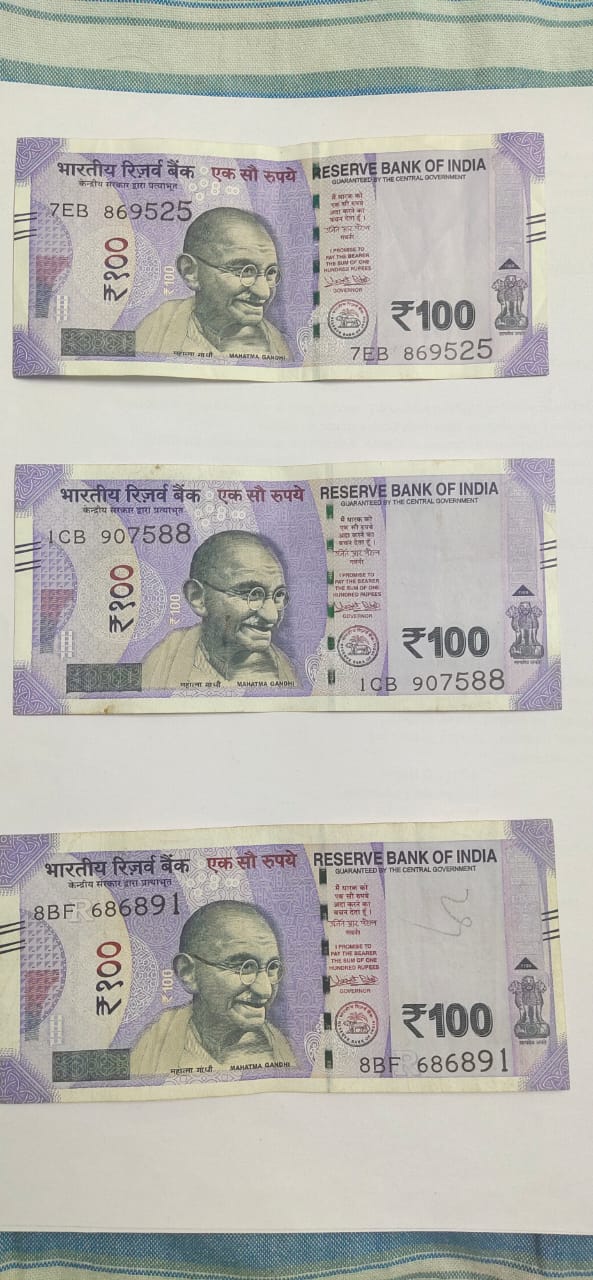 भारतीय रिज़र्व बैंक एक सौ रुपये RESERVE BANK OF INDIA
केन्द्रीय सरकार द्वारा प्रत्याभूत GUARANTEED BY THE CENTRAL GOVERNMENT
7EB 869525
मैं धारक को
एक सौ रुपये
अदा करने का
वचन देता हूँ।
गवर्नर
I PROMISE TO
PAY THE BEARER
THE SUM OF ONE
HUNDRED RUPEES
GOVERNOR
₹१००
₹100
₹100
महात्मा गांधी MAHATMA GANDHI
7EB 869525
भारतीय रिज़र्व बैंक एक सौ रुपये RESERVE BANK OF INDIA
केन्द्रीय सरकार द्वारा प्रत्याभूत GUARANTEED BY THE CENTRAL GOVERNMENT
1CB 907588
मैं धारक को
एक सौ रुपये
अदा करने का
वचन देता हूँ।
गवर्नर
I PROMISE TO
PAY THE BEARER
THE SUM OF ONE
HUNDRED RUPEES
GOVERNOR
₹१००
₹100
₹100
महात्मा गांधी MAHATMA GANDHI
1CB 907588
भारतीय रिज़र्व बैंक एक सौ रुपये RESERVE BANK OF INDIA
केन्द्रीय सरकार द्वारा प्रत्याभूत GUARANTEED BY THE CENTRAL GOVERNMENT
8BF 686891
मैं धारक को
एक सौ रुपये
अदा करने का
वचन देता हूँ।
गवर्नर
I PROMISE TO
PAY THE BEARER
THE SUM OF ONE
HUNDRED RUPEES
GOVERNOR
₹१००
₹100
₹100
महात्मा गांधी MAHATMA GANDHI
8BF 686891